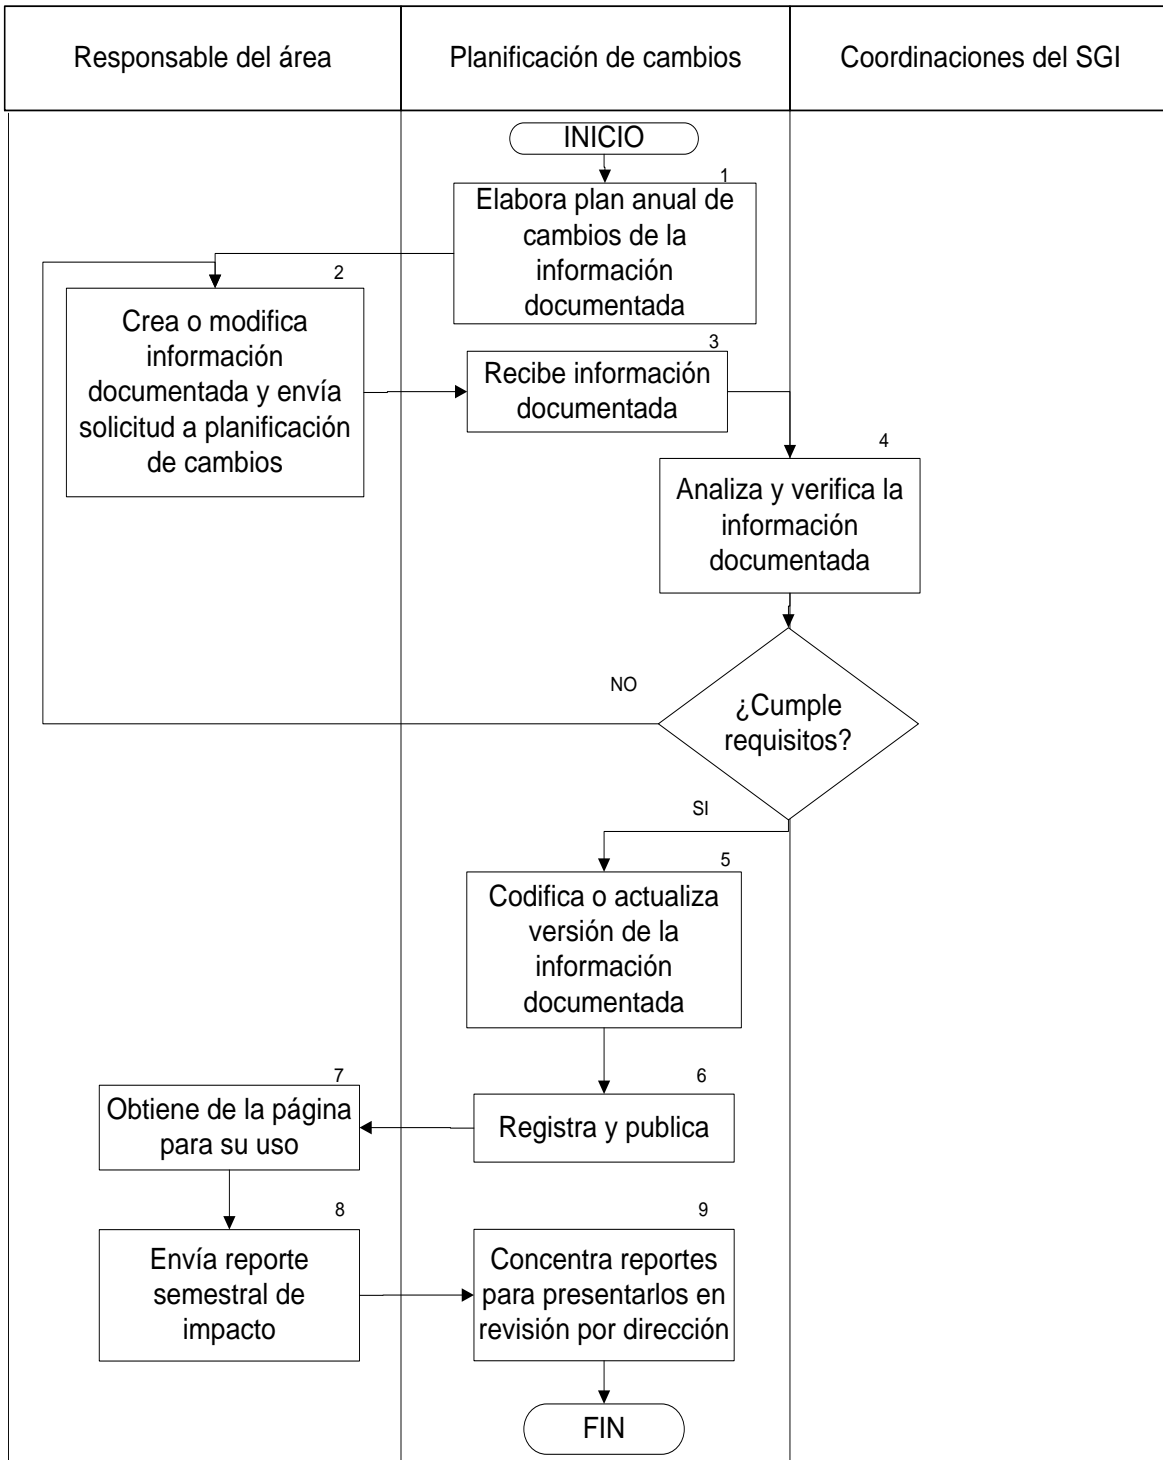 Responsable del área
Planificación de cambios
Coordinaciones del SGI
INICIO
1
Elabora plan anual de
cambios de la
información
documentada
2
Crea o modifica
información
documentada y envía
solicitud a planificación
de cambios
3
Recibe información
documentada
4
Analiza y verifica la
información
documentada
¿Cumple
requisitos?
NO
SI
5
Codifica o actualiza
versión de la
información
documentada
6
Registra y publica
7
Obtiene de la página
para su uso
8
Envía reporte
semestral de
impacto
9
Concentra reportes
para presentarlos en
revisión por dirección
FIN